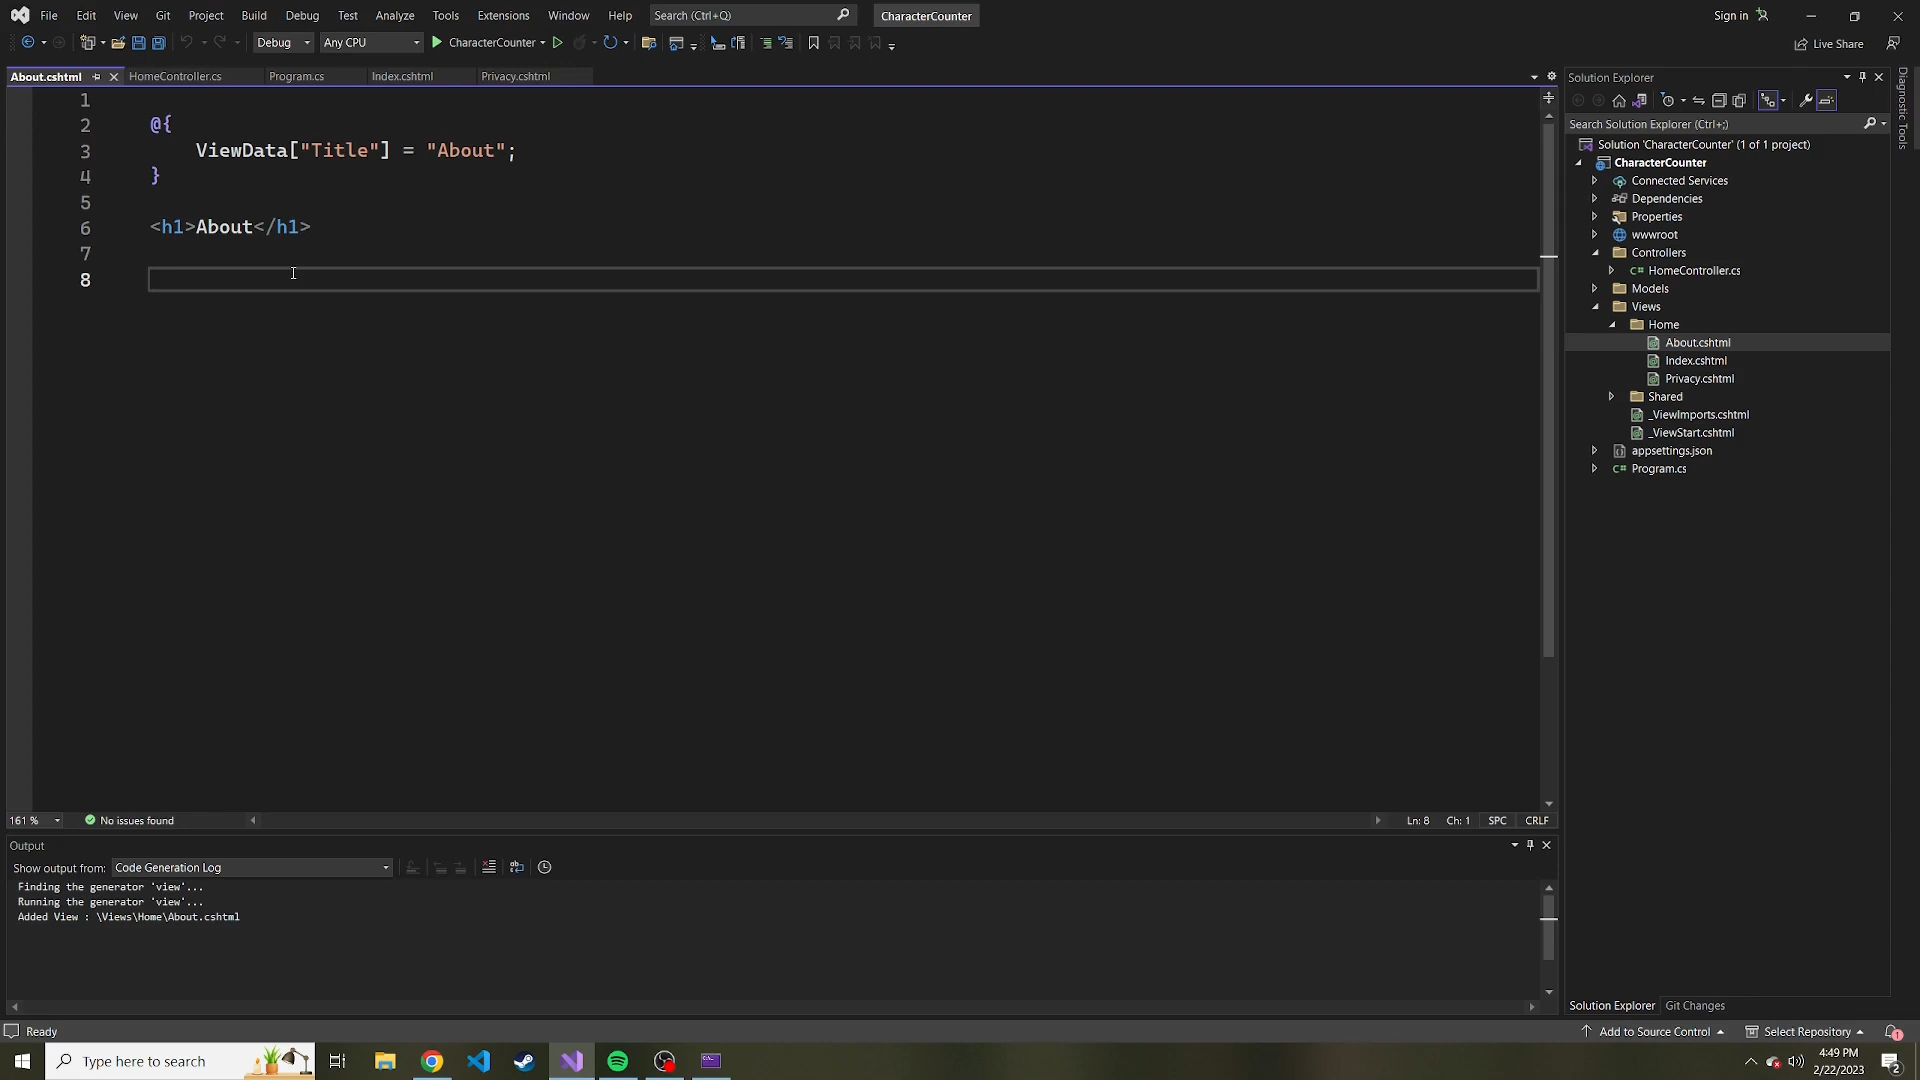 File Edit View Git Project Build Debug Test Analyze Tools Extensions Window Help Search (Ctrl+Q) CharacterCounter Sign in
Debug Any CPU CharacterCounter Live Share
About.cshtml HomeController.cs Program.cs Index.cshtml Privacy.cshtml
1
2 @{
3 ViewData["Title"] = "About";
4 }
5
6 <h1>About</h1>
7
8
161 % No issues found Ln: 8 Ch: 1 SPC CRLF
Output
Show output from: Code Generation Log
Finding the generator 'view'...
Running the generator 'view'...
Added View : \Views\Home\About.cshtml
Solution Explorer
Search Solution Explorer (Ctrl+;)
Solution 'CharacterCounter' (1 of 1 project)
CharacterCounter
Connected Services
Dependencies
Properties
wwwroot
Controllers
C# HomeController.cs
Models
Views
Home
About.cshtml
Index.cshtml
Privacy.cshtml
Shared
_ViewImports.cshtml
_ViewStart.cshtml
appsettings.json
C# Program.cs
Solution Explorer Git Changes
Diagnostic Tools
Ready Add to Source Control Select Repository 1
Type here to search 4:49 PM
2/22/2023 2